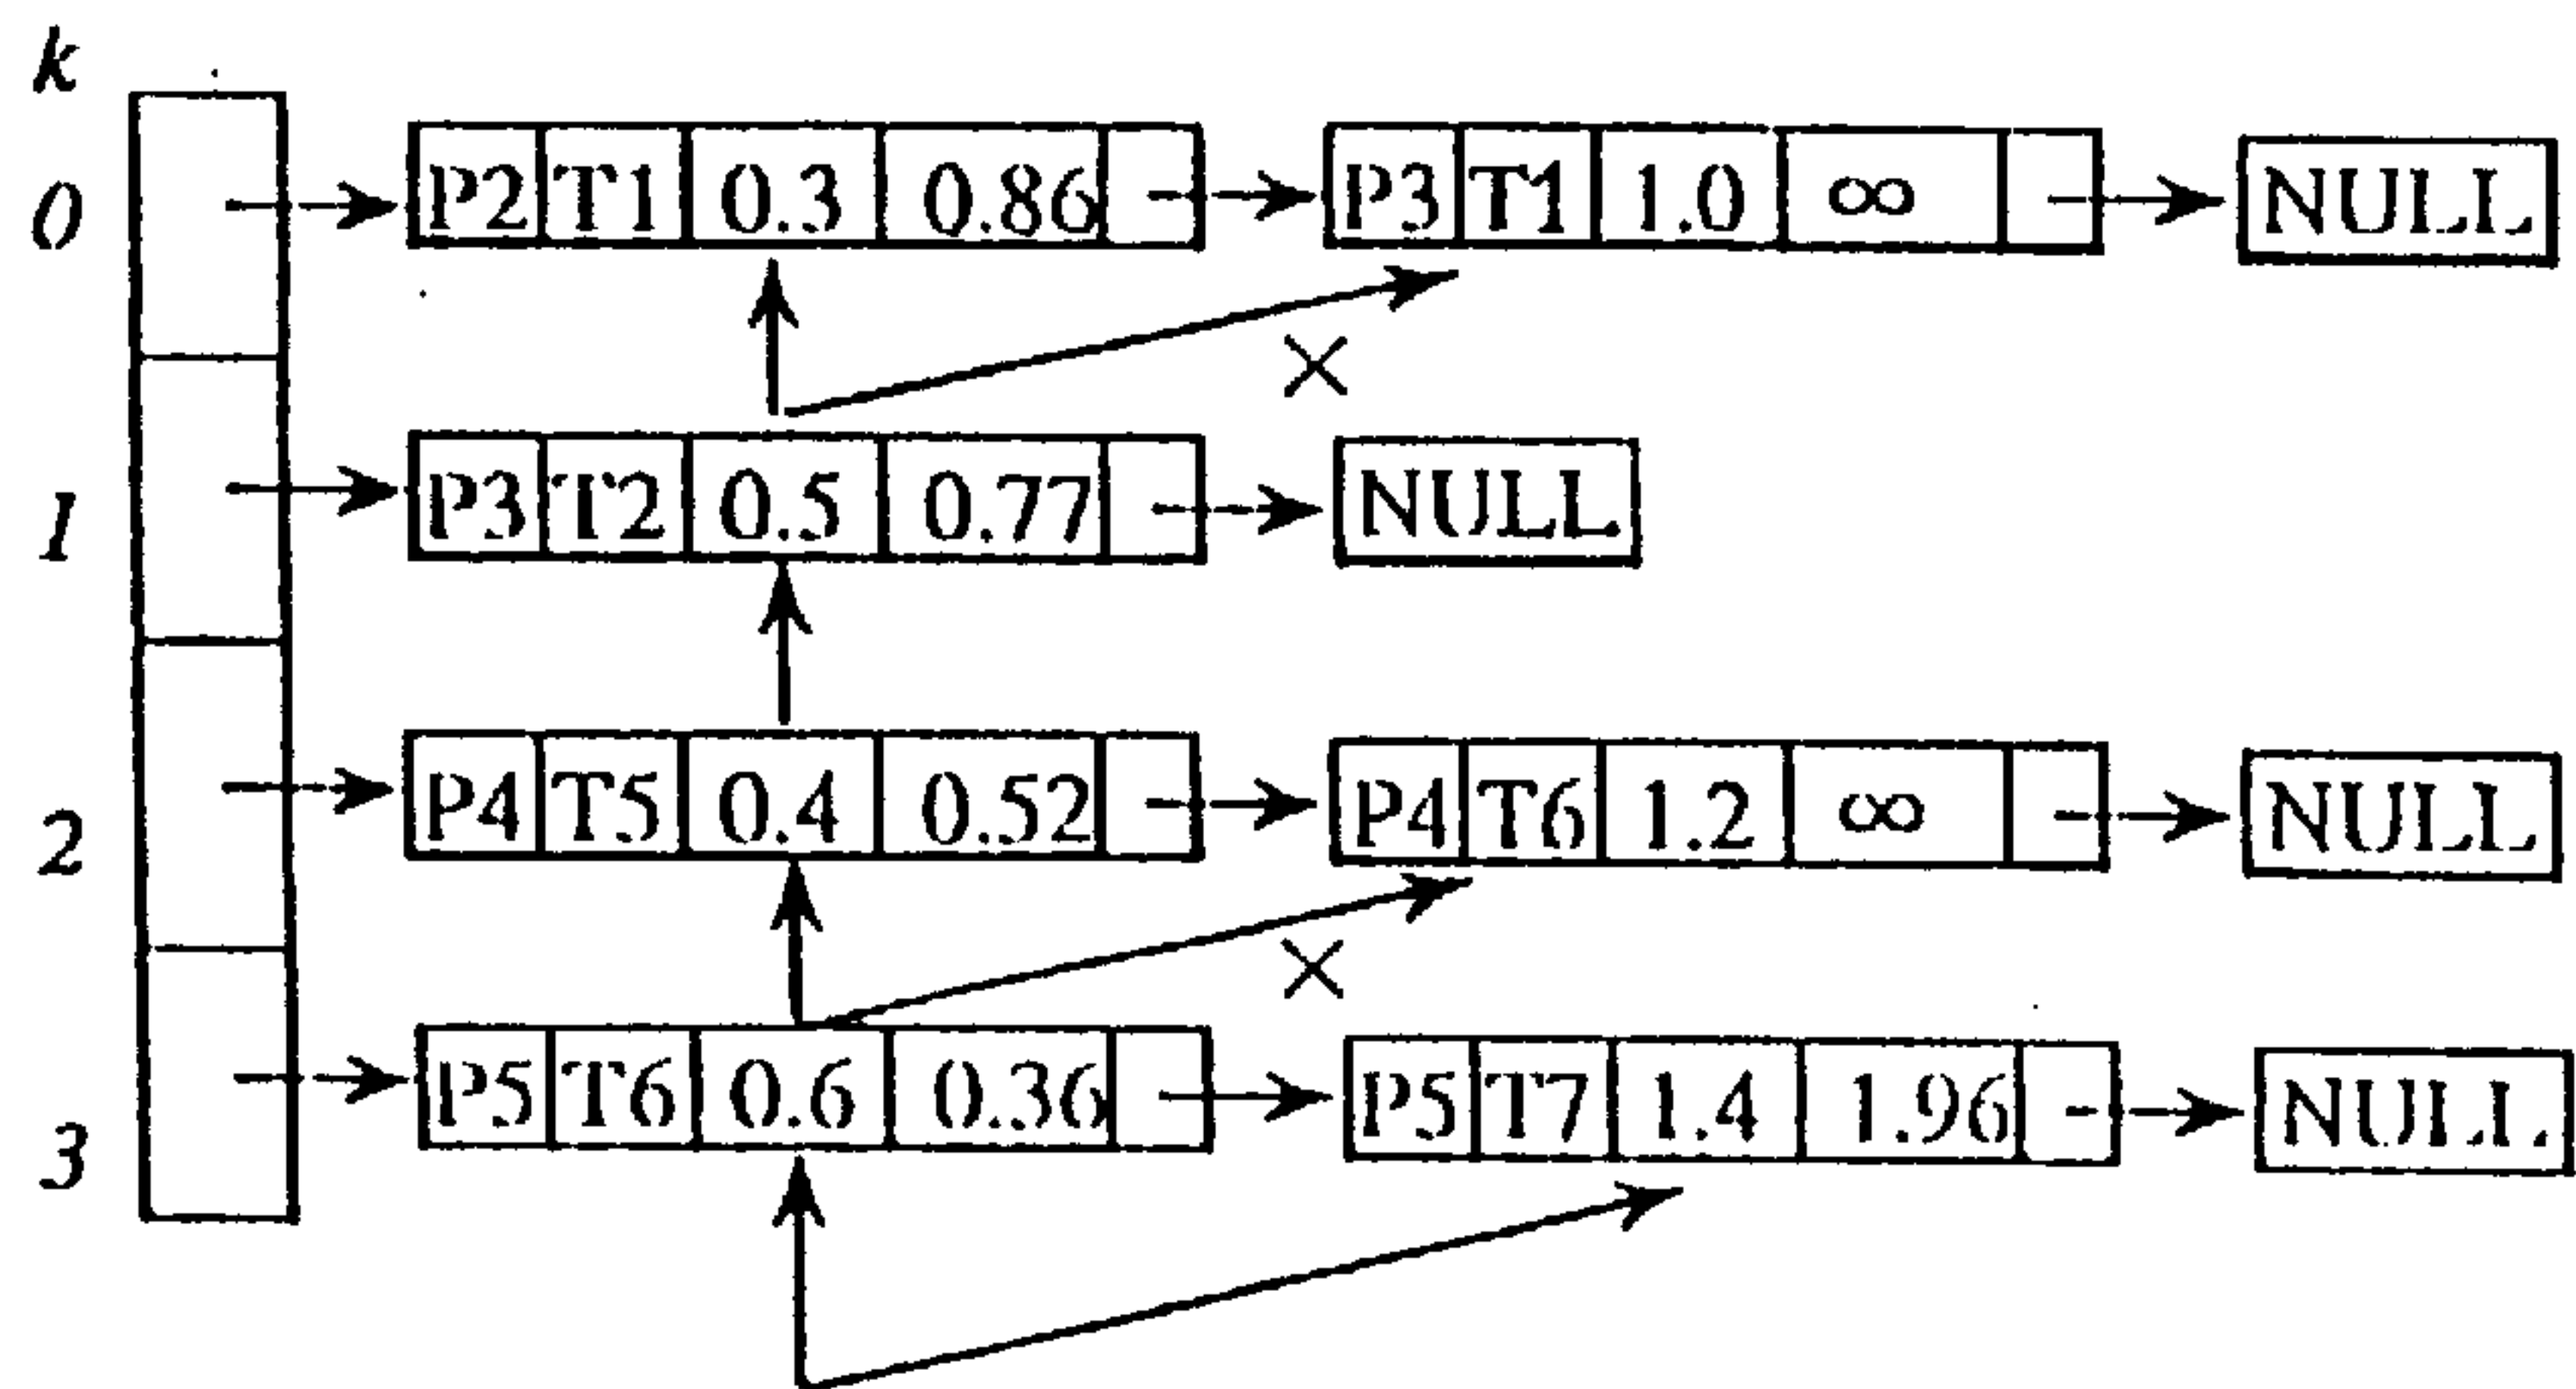 k
0 P2 T1 0.3 0.86 P3 T1 1.0 ∞ NULL
×
1 P3 T2 0.5 0.77 NULL
2 P4 T5 0.4 0.52 P4 T6 1.2 ∞ NULL
×
3 P5 T6 0.6 0.36 P5 T7 1.4 1.96 NULL